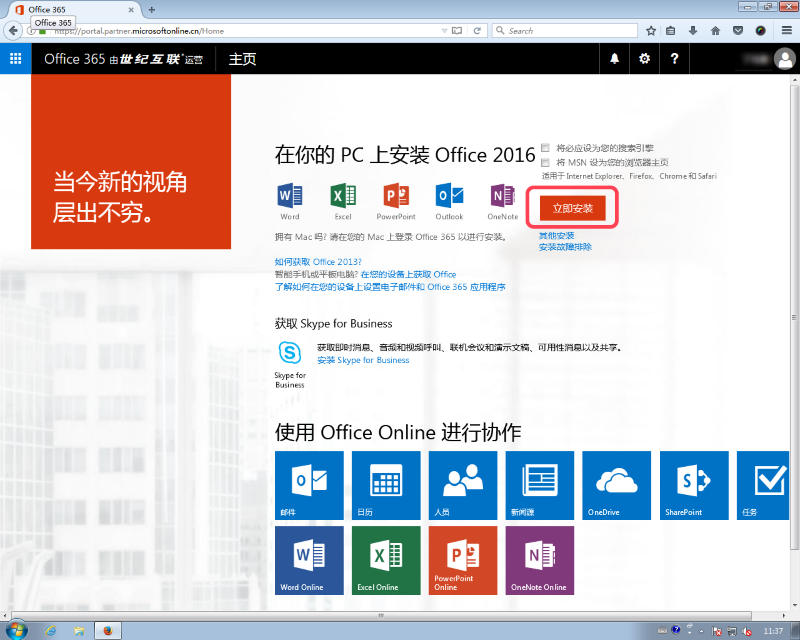 Office 365
Office 365
https://portal.partner.microsoftonline.cn/Home
Search
Office 365 由世纪互联运营
主页
当今新的视角
层出不穷。
在你的 PC 上安装 Office 2016
将必应设为您的搜索引擎
将 MSN 设为您的浏览器主页
适用于 Internet Explorer、Firefox、Chrome 和 Safari
Word
Excel
PowerPoint
Outlook
OneNote
立即安装
拥有 Mac 吗? 请在您的 Mac 上登录 Office 365 以进行安装。
其他安装
安装故障排除
如何获取 Office 2013?
智能手机或平板电脑? 在您的设备上获取 Office
了解如何在您的设备上设置电子邮件和 Office 365 应用程序
获取 Skype for Business
获取即时消息、音频和视频呼叫、联机会议和演示文稿、可用性消息以及共享。
安装 Skype for Business
Skype for
Business
使用 Office Online 进行协作
邮件
日历
人员
新闻源
OneDrive
SharePoint
任务
Word Online
Excel Online
PowerPoint
Online
OneNote Online
11:37